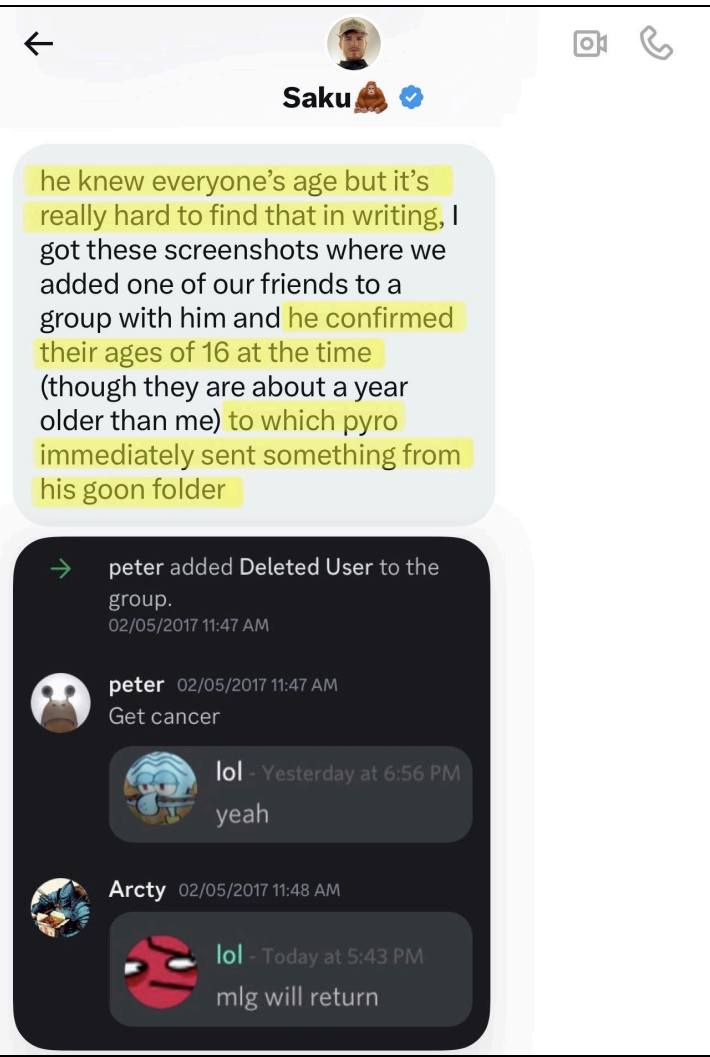 Saku🦧
he knew everyone’s age but it’s
really hard to find that in writing, I
got these screenshots where we
added one of our friends to a
group with him and he confirmed
their ages of 16 at the time
(though they are about a year
older than me) to which pyro
immediately sent something from
his goon folder
peter added Deleted User to the
group.
02/05/2017 11:47 AM
peter 02/05/2017 11:47 AM
Get cancer
lol - Yesterday at 6:56 PM
yeah
Arcty 02/05/2017 11:48 AM
lol - Today at 5:43 PM
mlg will return